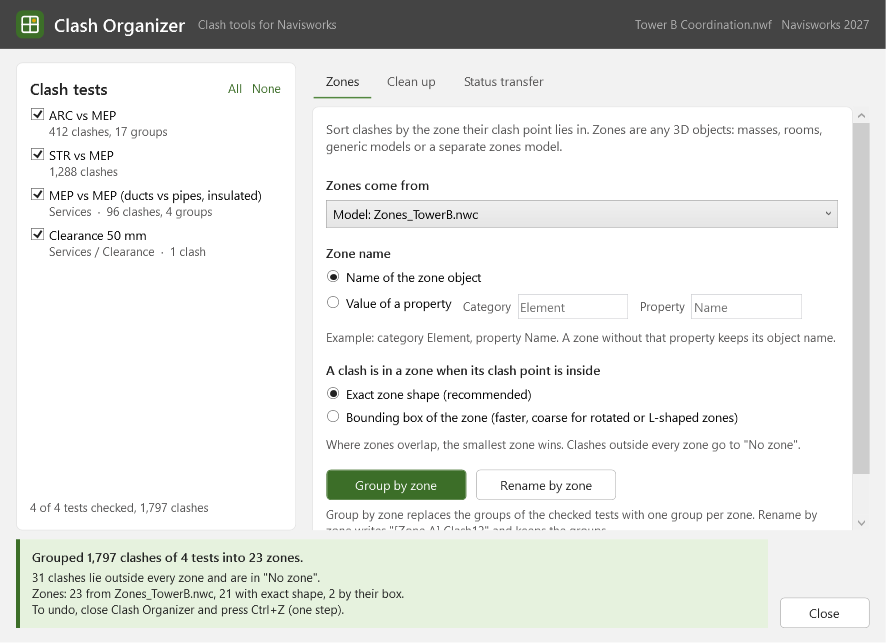 Clash Organizer
Clash tools for Navisworks
Tower B Coordination.nwf Navisworks 2027
Clash tests
All None
ARC vs MEP
412 clashes, 17 groups
STR vs MEP
1,288 clashes
MEP vs MEP (ducts vs pipes, insulated)
Services · 96 clashes, 4 groups
Clearance 50 mm
Services / Clearance · 1 clash
4 of 4 tests checked, 1,797 clashes
Zones Clean up Status transfer
Sort clashes by the zone their clash point lies in. Zones are any 3D objects: masses, rooms,
generic models or a separate zones model.
Zones come from
Model: Zones_TowerB.nwc
Zone name
Name of the zone object
Value of a property Category Element Property Name
Example: category Element, property Name. A zone without that property keeps its object name.
A clash is in a zone when its clash point is inside
Exact zone shape (recommended)
Bounding box of the zone (faster, coarse for rotated or L-shaped zones)
Where zones overlap, the smallest zone wins. Clashes outside every zone go to "No zone".
Group by zone Rename by zone
Group by zone replaces the groups of the checked tests with one group per zone. Rename by
zone writes "[Zone A] Clash12" and keeps the groups.
Grouped 1,797 clashes of 4 tests into 23 zones.
31 clashes lie outside every zone and are in "No zone".
Zones: 23 from Zones_TowerB.nwc, 21 with exact shape, 2 by their box.
To undo, close Clash Organizer and press Ctrl+Z (one step).
Close